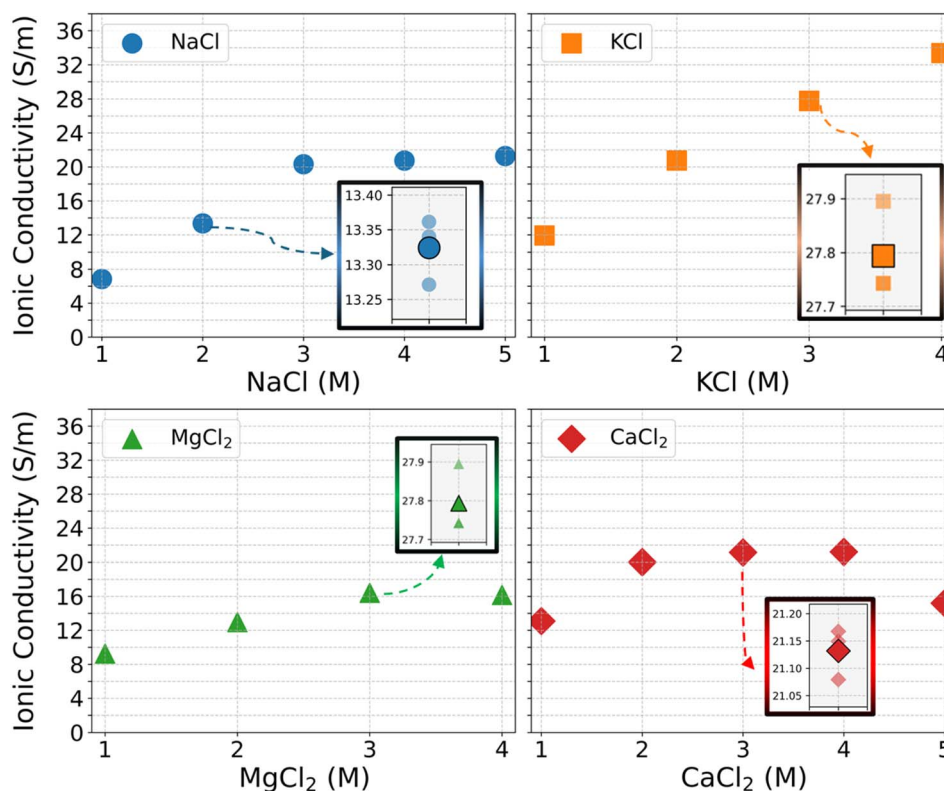 Ionic Conductivity (S/m)
36
32
28
24
20
16
12
8
4
0
NaCl
13.40
13.35
13.30
13.25
1 2 3 4 5
NaCl (M)
KCl
27.9
27.8
27.7
1 2 3 4
KCl (M)
Ionic Conductivity (S/m)
36
32
28
24
20
16
12
8
4
0
MgCl₂
27.9
27.8
27.7
1 2 3 4
MgCl₂ (M)
CaCl₂
21.20
21.15
21.10
21.05
1 2 3 4 5
CaCl₂ (M)